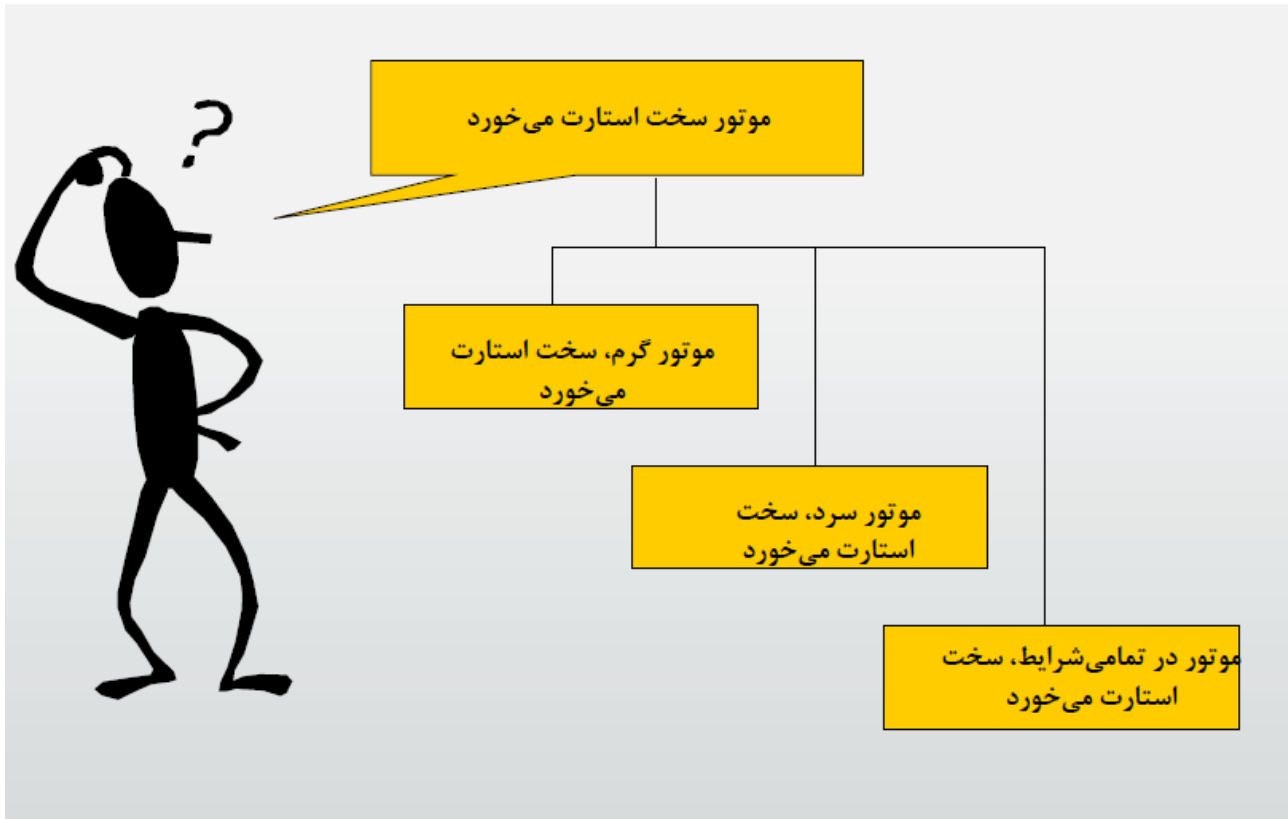 ?
موتور سخت استارت می‌خورد
موتور گرم، سخت استارت
می‌خورد
موتور سرد، سخت
استارت می‌خورد
موتور در تمامی‌شرایط، سخت
استارت می‌خورد